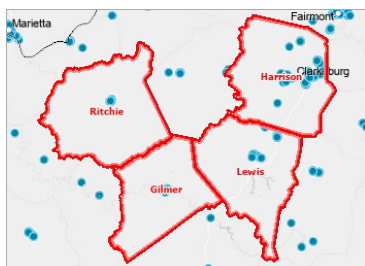 Marietta
Fairmont
Clarksburg
Harrison
Ritchie
Lewis
Gilmer